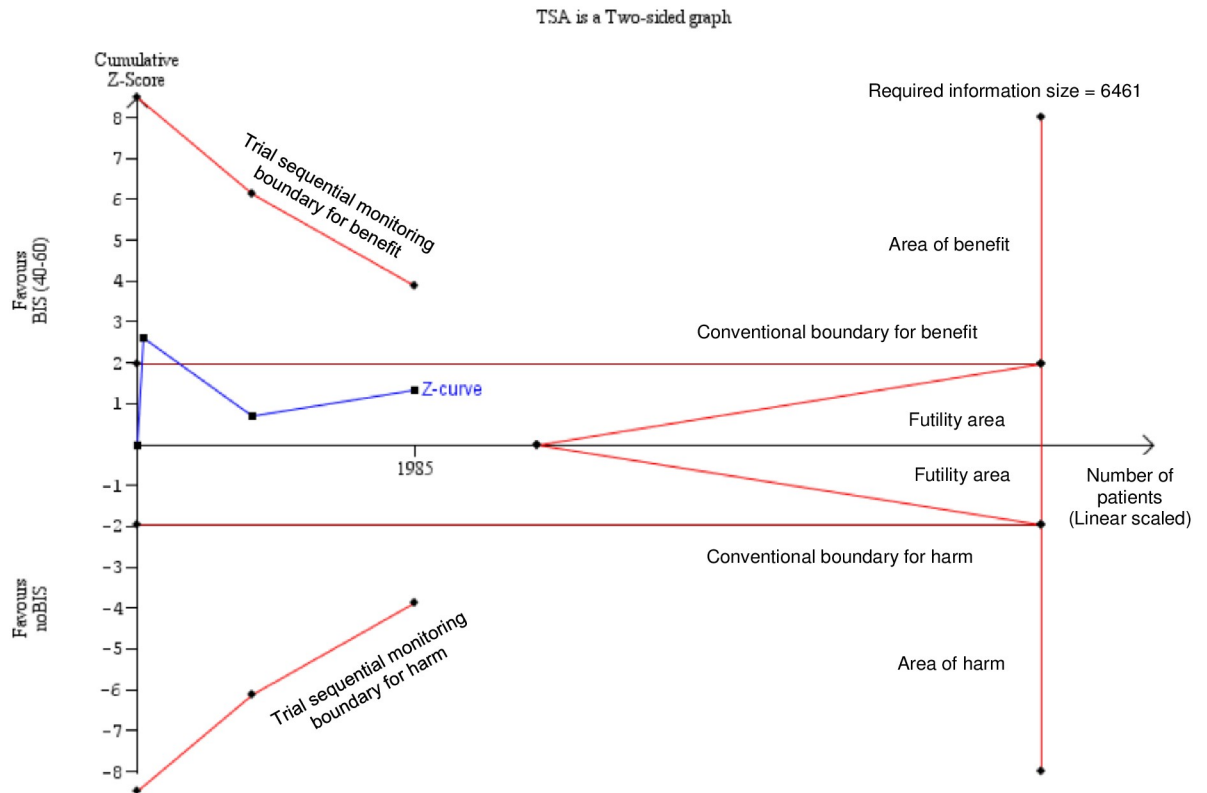 TSA is a Two-sided graph
Cumulative
Z-Score
Required information size = 6461
8
7
6
5
4
3
2
1
-1
-2
-3
-4
-5
-6
-7
-8
Favours
BIS (40-60)
Favours
noBIS
Trial sequential monitoring
boundary for benefit
Area of benefit
Conventional boundary for benefit
Z-curve
Futility area
1985
Futility area
Number of
patients
(Linear scaled)
Conventional boundary for harm
Trial sequential monitoring
boundary for harm
Area of harm